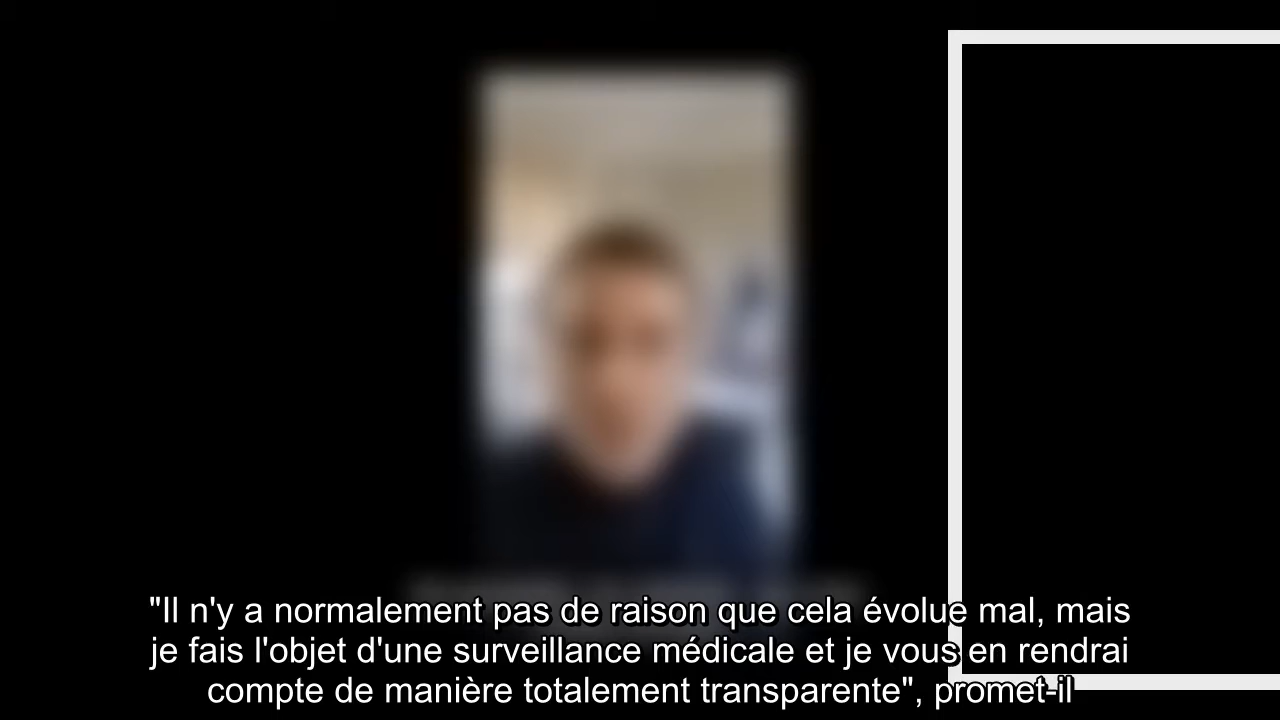 "Il n'y a normalement pas de raison que cela évolue mal, mais
je fais l'objet d'une surveillance médicale et je vous en rendrai
compte de manière totalement transparente", promet-il